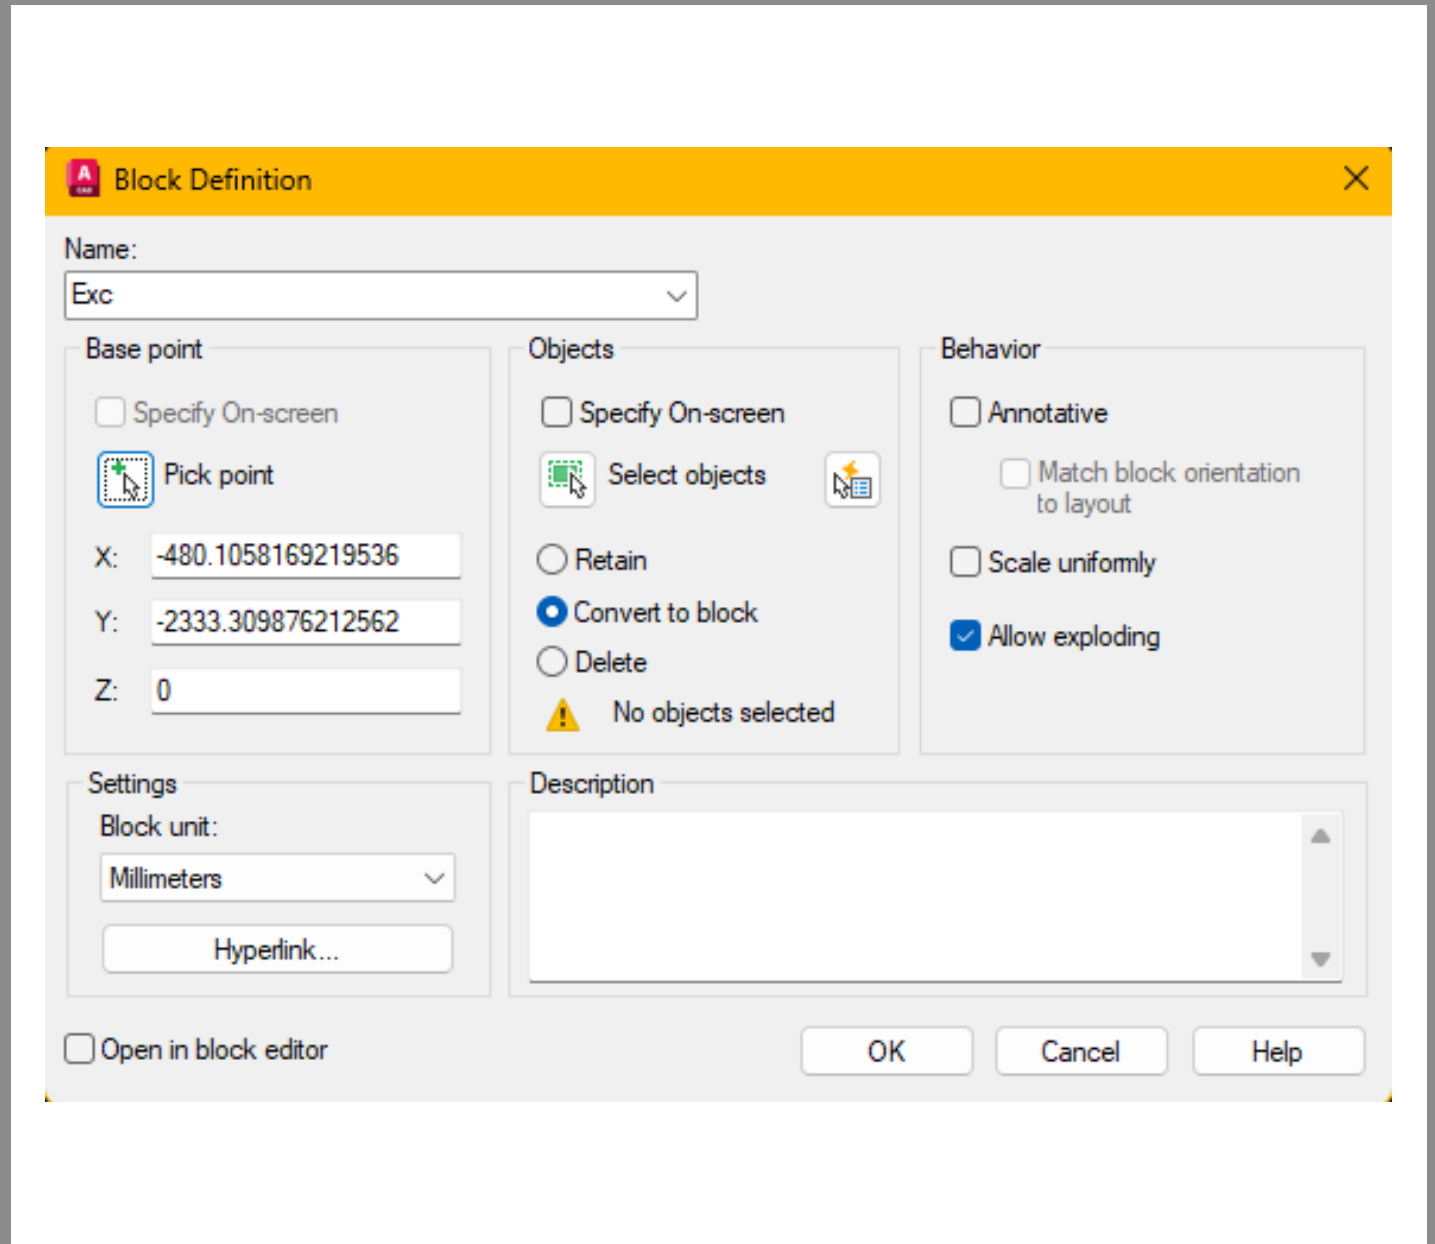 A
CAD
Block Definition
Name:
Exc
Base point
Specify On-screen
Pick point
X: -480.1058169219536
Y: -2333.309876212562
Z: 0
Objects
Specify On-screen
Select objects
Retain
Convert to block
Delete
No objects selected
Behavior
Annotative
Match block orientation
to layout
Scale uniformly
Allow exploding
Settings
Block unit:
Millimeters
Hyperlink...
Description
Open in block editor
OK
Cancel
Help